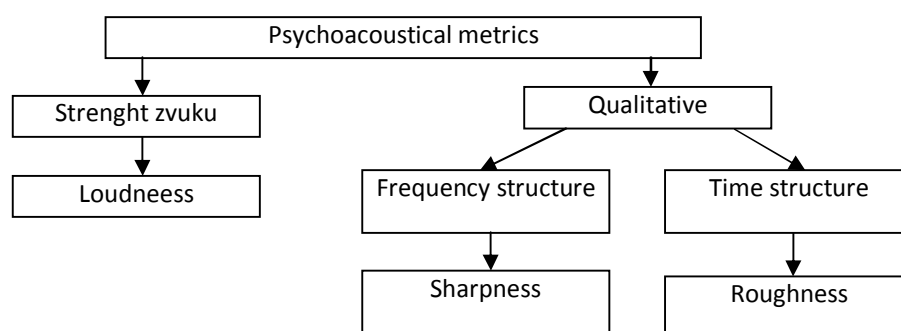 Psychoacoustical metrics
Strenght zvuku
Qualitative
Loudneess
Frequency structure
Time structure
Sharpness
Roughness